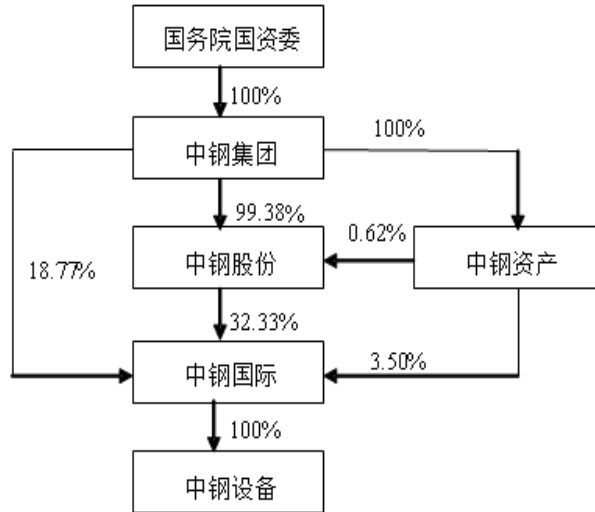 国务院国资委
100%
100%
中钢集团
99.38%
0.62%
中钢股份
中钢资产
18.77%
32.33%
3.50%
中钢国际
100%
中钢设备